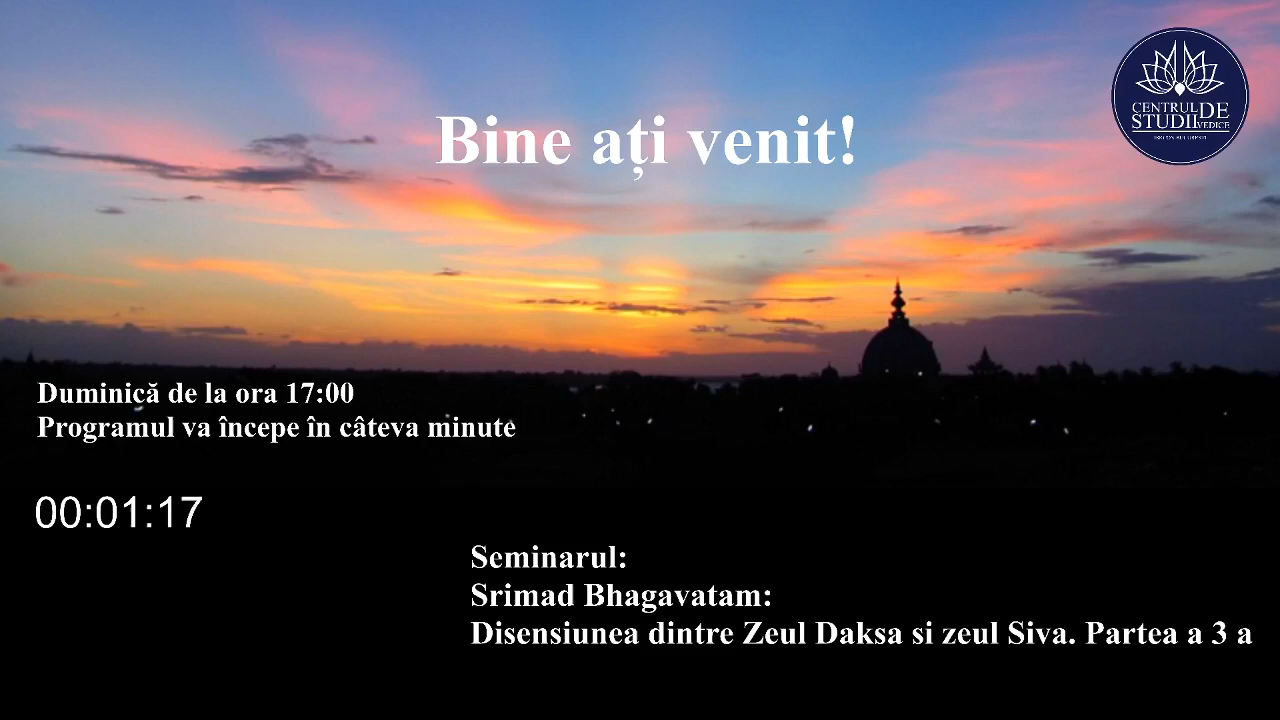 Bine ați venit!
CENTRUL DE
STUDII VEDICE
Duminică de la ora 17:00
Programul va începe în câteva minute
00:01:17
Seminarul:
Srimad Bhagavatam:
Disensiunea dintre Zeul Daksa si zeul Siva. Partea a 3 a